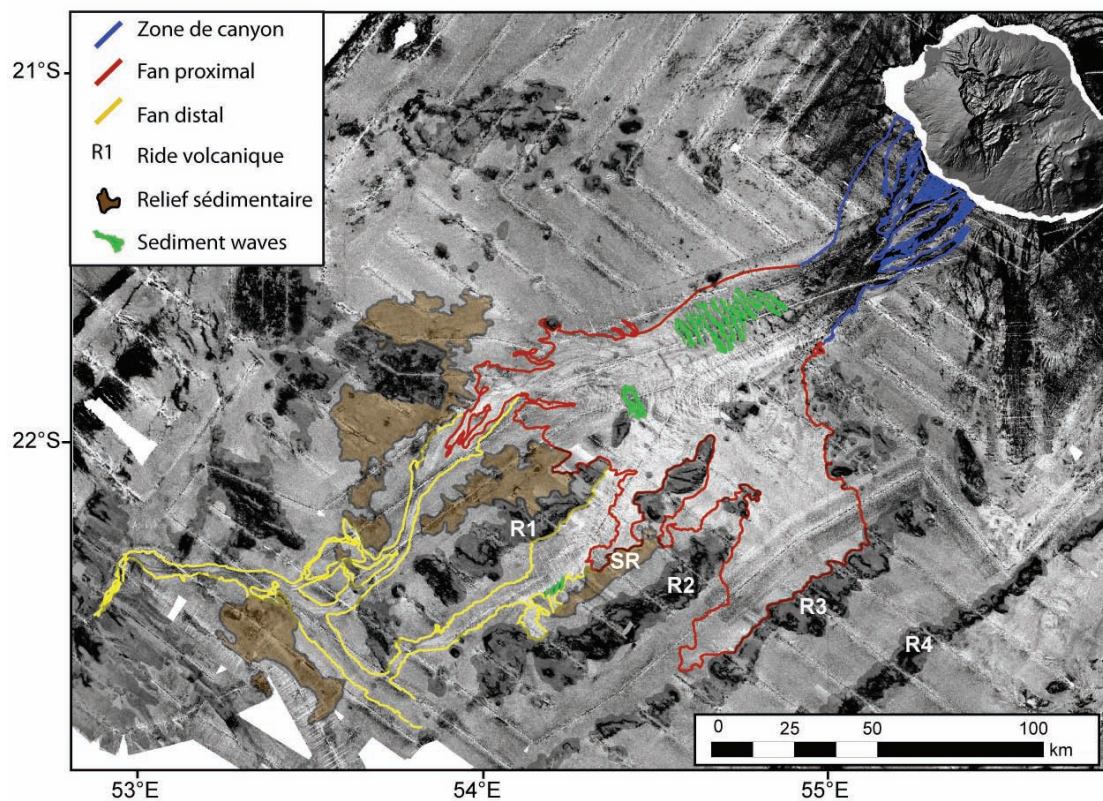 Zone de canyon
Fan proximal
Fan distal
R1 Ride volcanique
Relief sédimentaire
Sediment waves
21°S
22°S
R1
SR
R2
R3
R4
0 25 50 100
km
53°E 54°E 55°E